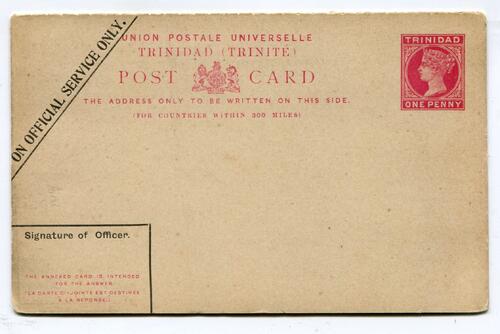 UNION POSTALE UNIVERSELLE
TRINIDAD (TRINITÉ)
POST CARD
THE ADDRESS ONLY TO BE WRITTEN ON THIS SIDE.
(FOR COUNTRIES WITHIN 300 MILES)
TRINIDAD
ONE PENNY
ON OFFICIAL SERVICE ONLY.
Signature of Officer.
THE ANNEXED CARD IS INTENDED
FOR THE ANSWER.
(LA CARTE CI-JOINTE EST DESTINÉE
À LA RÉPONSE.)